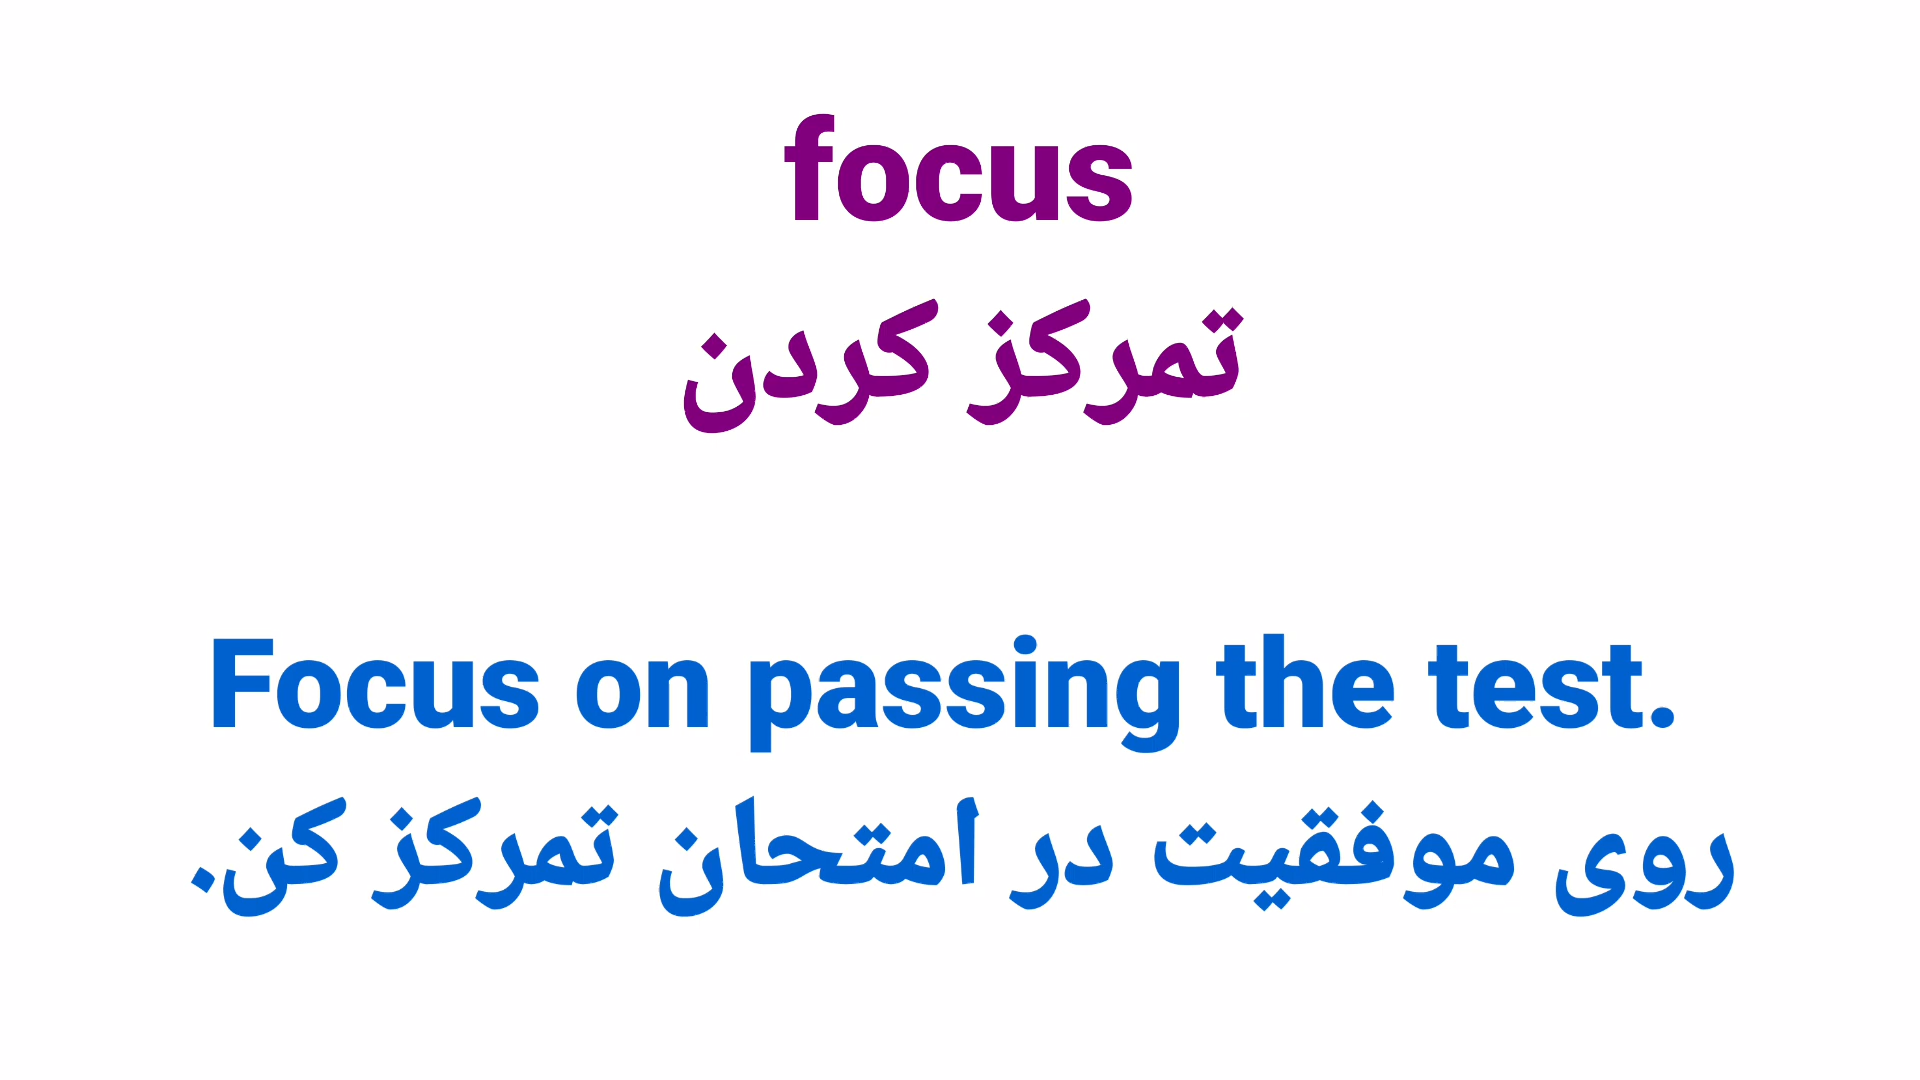 focus
تمرکز کردن
Focus on passing the test.
روی موفقیت در امتحان تمرکز کن.